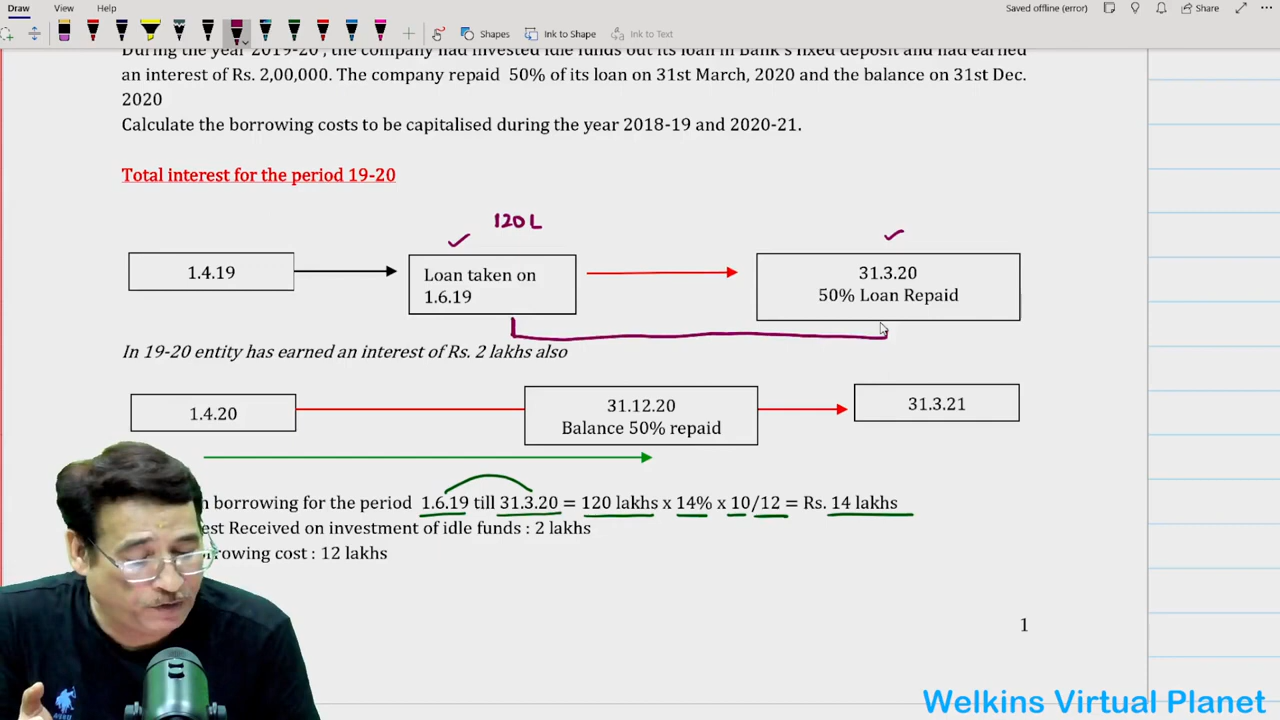 Draw View Help
Saved offline (error)
Share
Shapes
Ink to Shape
Ink to Text
During the year 2019-20 , the company had invested idle funds out its loan in Bank's fixed deposit and had earned
an interest of Rs. 2,00,000. The company repaid 50% of its loan on 31st March, 2020 and the balance on 31st Dec.
2020
Calculate the borrowing costs to be capitalised during the year 2018-19 and 2020-21.
Total interest for the period 19-20
120 L
1.4.19
Loan taken on
1.6.19
31.3.20
50% Loan Repaid
In 19-20 entity has earned an interest of Rs. 2 lakhs also
1.4.20
31.12.20
Balance 50% repaid
31.3.21
borrowing for the period 1.6.19 till 31.3.20 = 120 lakhs x 14% x 10/12 = Rs. 14 lakhs
Received on investment of idle funds : 2 lakhs
cost : 12 lakhs
1
Welkins Virtual Planet